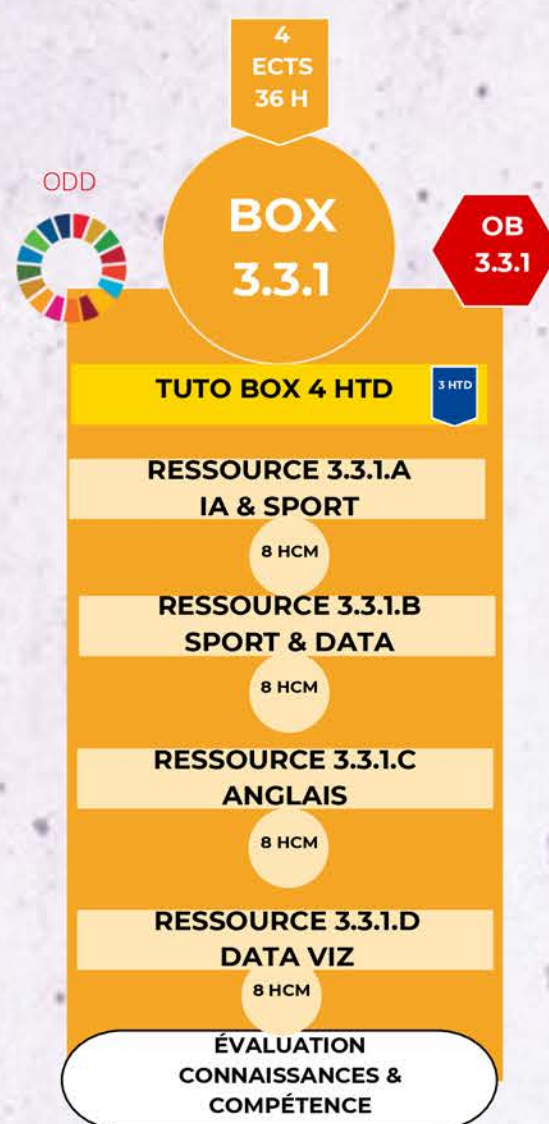 4
ECTS
36 H
ODD
BOX
3.3.1
OB
3.3.1
TUTO BOX 4 HTD
3 HTD
RESSOURCE 3.3.1.A
IA & SPORT
8 HCM
RESSOURCE 3.3.1.B
SPORT & DATA
8 HCM
RESSOURCE 3.3.1.C
ANGLAIS
8 HCM
RESSOURCE 3.3.1.D
DATA VIZ
8 HCM
ÉVALUATION
CONNAISSANCES &
COMPÉTENCE